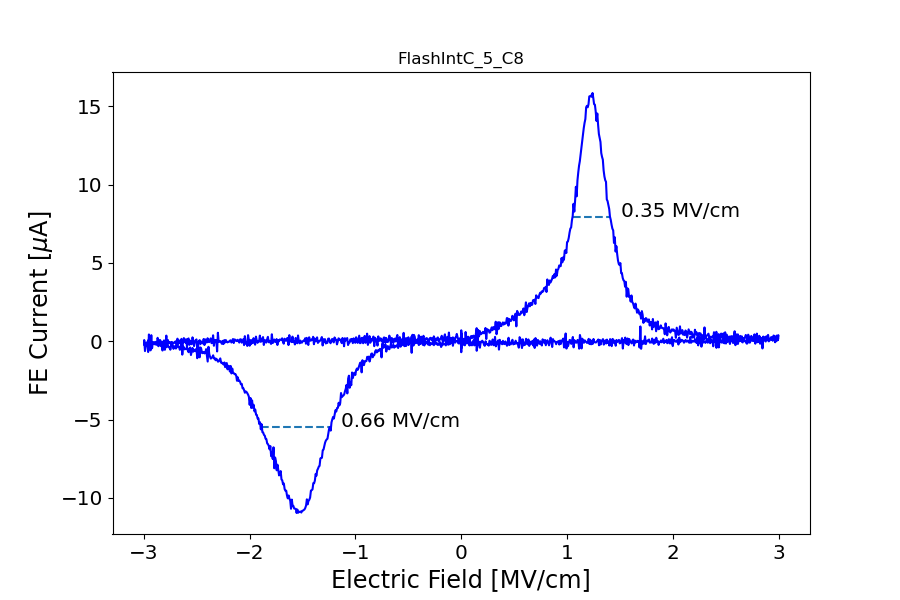 FlashIntC_5_C8
FE Current [μA]
15
10
5
0
−5
−10
0.35 MV/cm
0.66 MV/cm
−3
−2
−1
0
1
2
3
Electric Field [MV/cm]